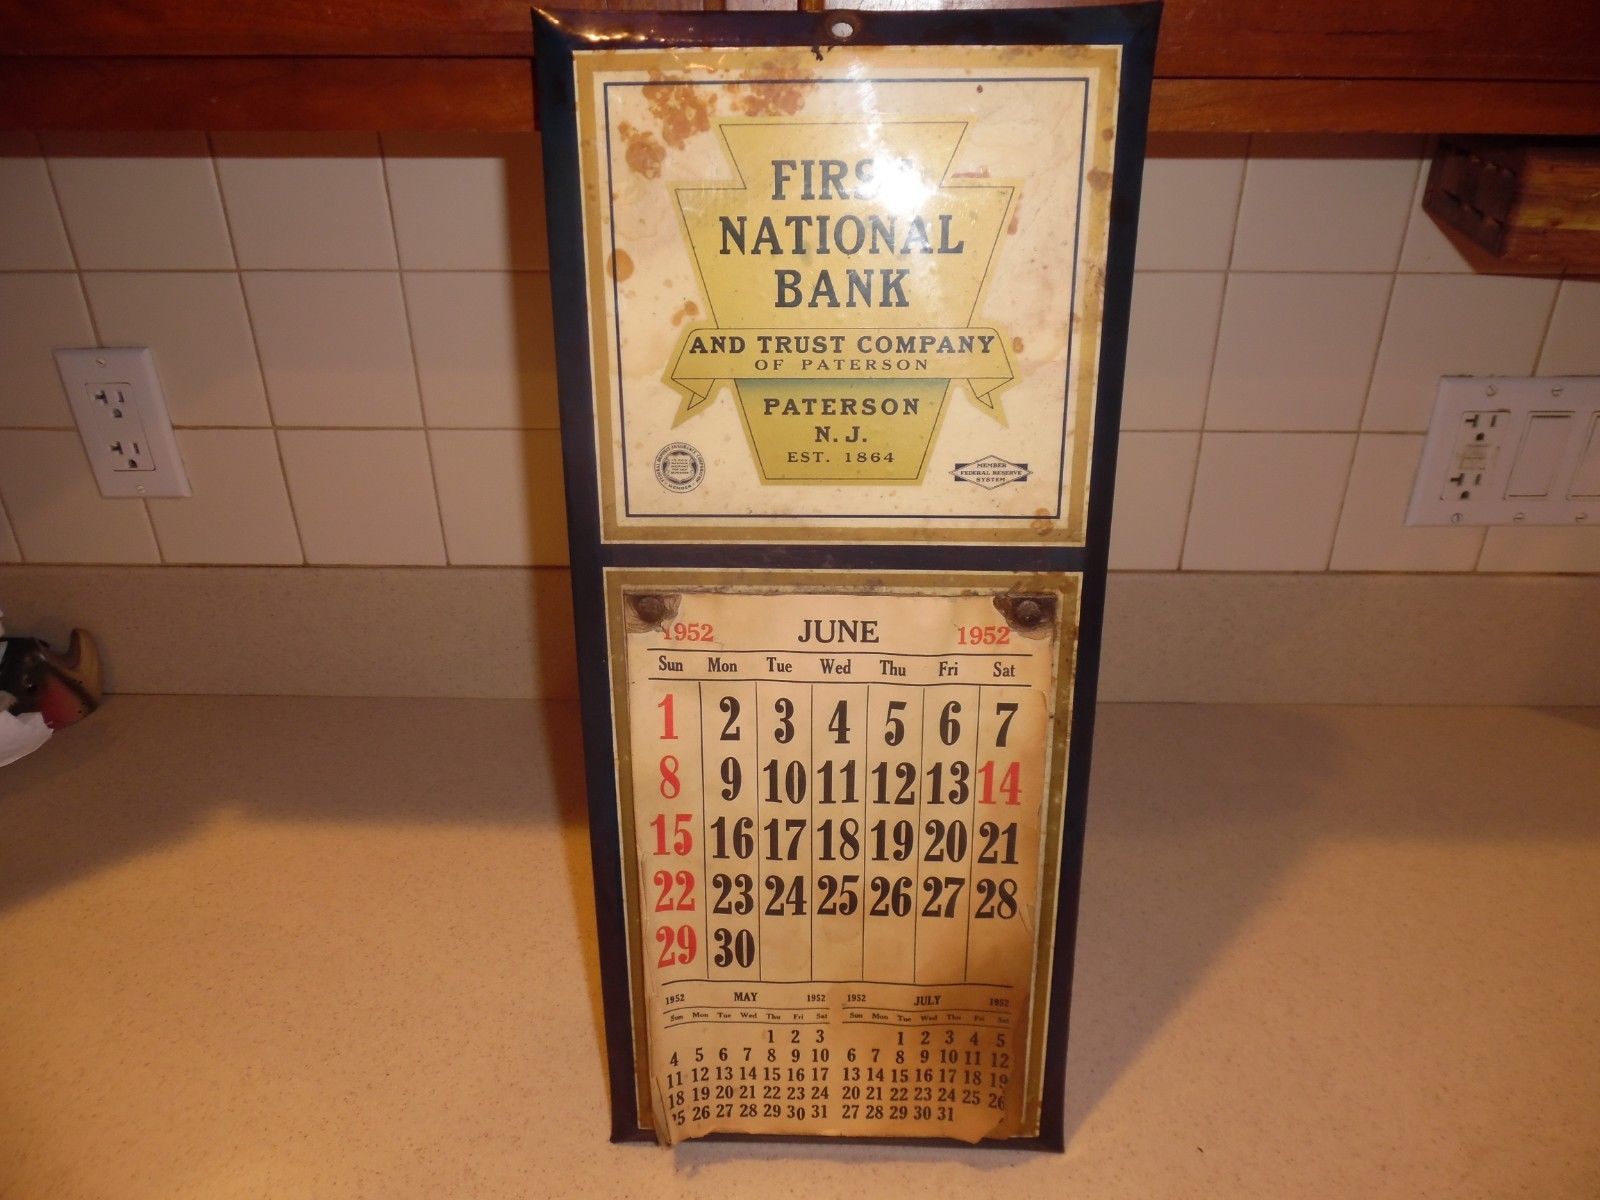 FIRST
NATIONAL
BANK
AND TRUST COMPANY
OF PATERSON
PATERSON
N. J.
EST. 1864
MEMBER
FEDERAL RESERVE
SYSTEM
1952 JUNE 1952
Sun Mon Tue Wed Thu Fri Sat
1 2 3 4 5 6 7
8 9 10 11 12 13 14
15 16 17 18 19 20 21
22 23 24 25 26 27 28
29 30
1952 MAY 1952
Sun Mon Tue Wed Thu Fri Sat
1 2 3
4 5 6 7 8 9 10
11 12 13 14 15 16 17
18 19 20 21 22 23 24
25 26 27 28 29 30 31
1952 JULY 1952
Sun Mon Tue Wed Thu Fri Sat
1 2 3 4 5
6 7 8 9 10 11 12
13 14 15 16 17 18 19
20 21 22 23 24 25 26
27 28 29 30 31